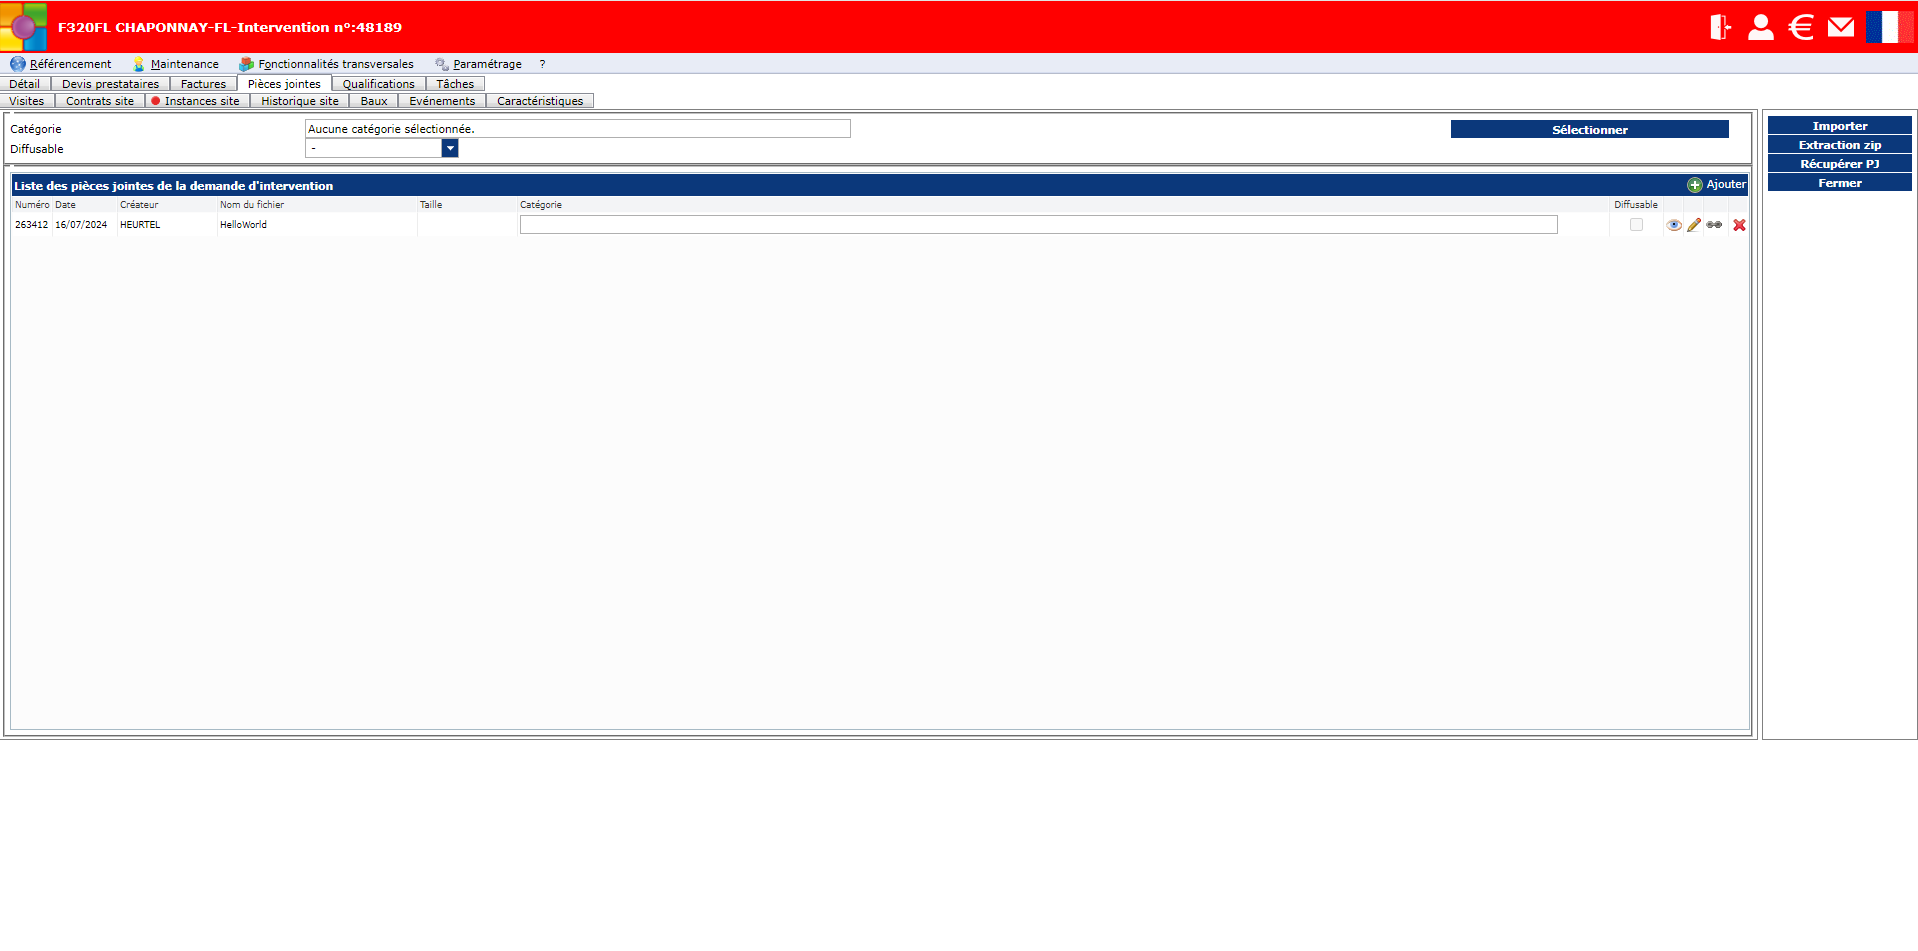 F320FL CHAPONNAY-FL-Intervention n°:48189
Référencement Maintenance Fonctionnalités transversales Paramétrage ?
Détail Devis prestataires Factures Pièces jointes Qualifications Tâches
Visites Contrats site Instances site Historique site Baux Evénements Caractéristiques
Catégorie Aucune catégorie sélectionnée. Sélectionner
Diffusable -
Importer
Extraction zip
Récupérer PJ
Fermer
Liste des pièces jointes de la demande d'intervention Ajouter
Numéro Date Créateur Nom du fichier Taille Catégorie Diffusable
263412 16/07/2024 HEURTEL HelloWorld